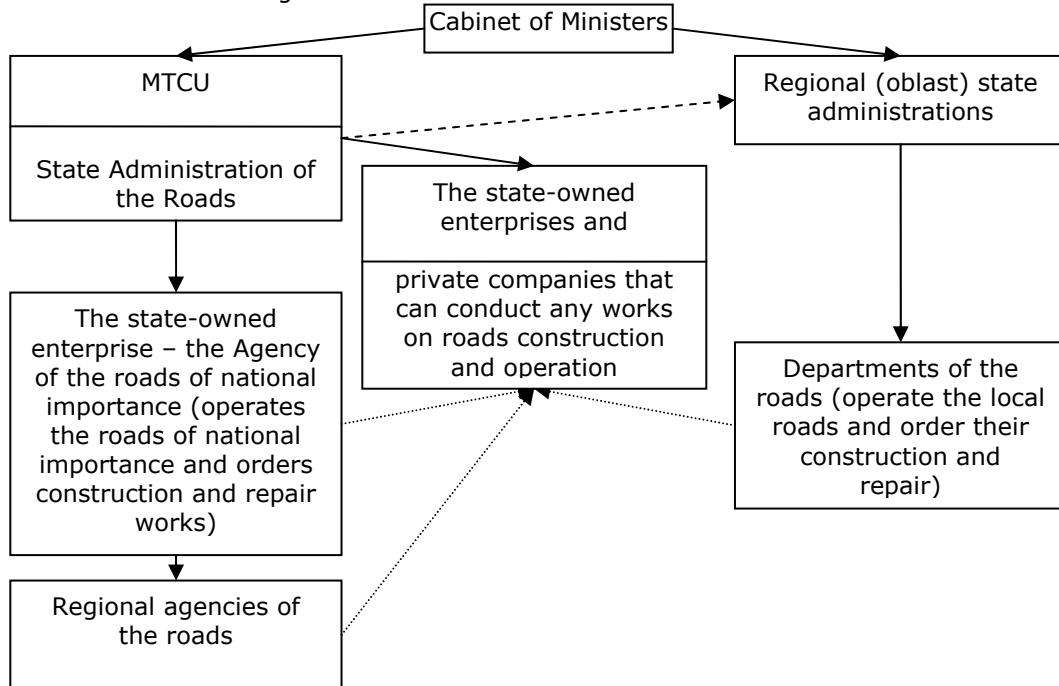 Cabinet of Ministers
MTCU
State Administration of
the Roads
Regional (oblast) state
administrations
The state-owned
enterprises and
private companies that
can conduct any works
on roads construction
and operation
The state-owned
enterprise – the Agency
of the roads of national
importance (operates
the roads of national
importance and orders
construction and repair
works)
Departments of the
roads (operate the local
roads and order their
construction and
repair)
Regional agencies of
the roads